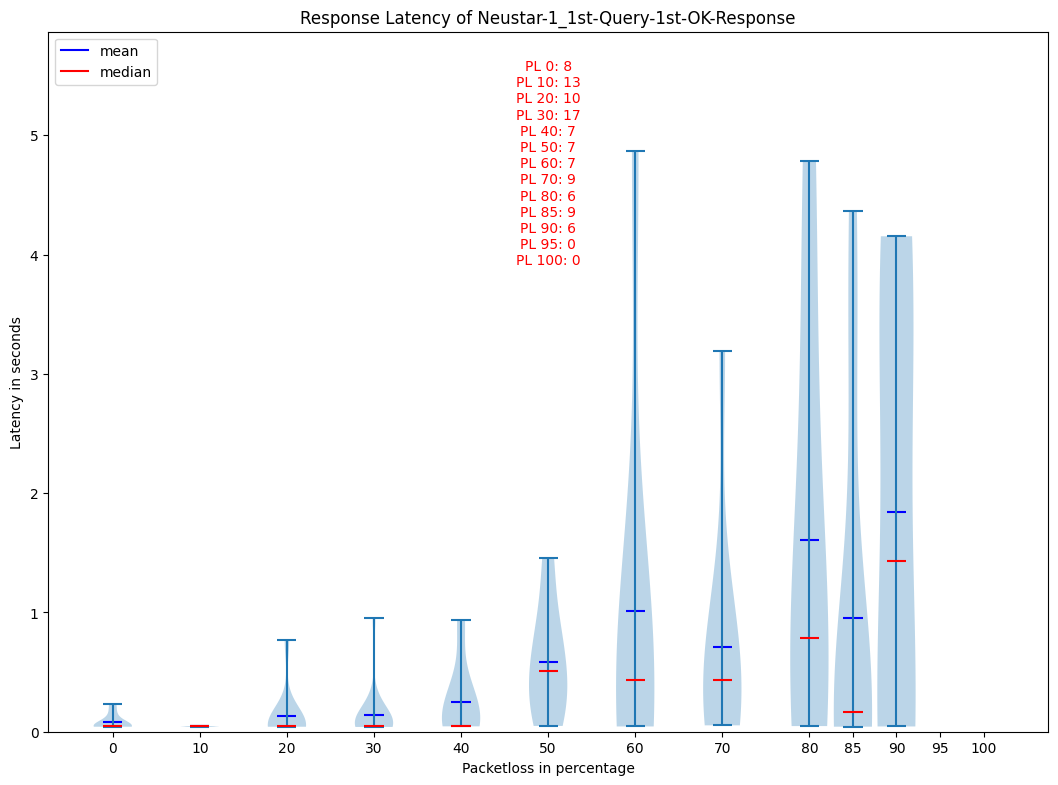 Response Latency of Neustar-1_1st-Query-1st-OK-Response
mean
median
PL 0: 8
PL 10: 13
PL 20: 10
PL 30: 17
PL 40: 7
PL 50: 7
PL 60: 7
PL 70: 9
PL 80: 6
PL 85: 9
PL 90: 6
PL 95: 0
PL 100: 0
Latency in seconds
5
4
3
2
1
0
0 10 20 30 40 50 60 70 80 85 90 95 100
Packetloss in percentage